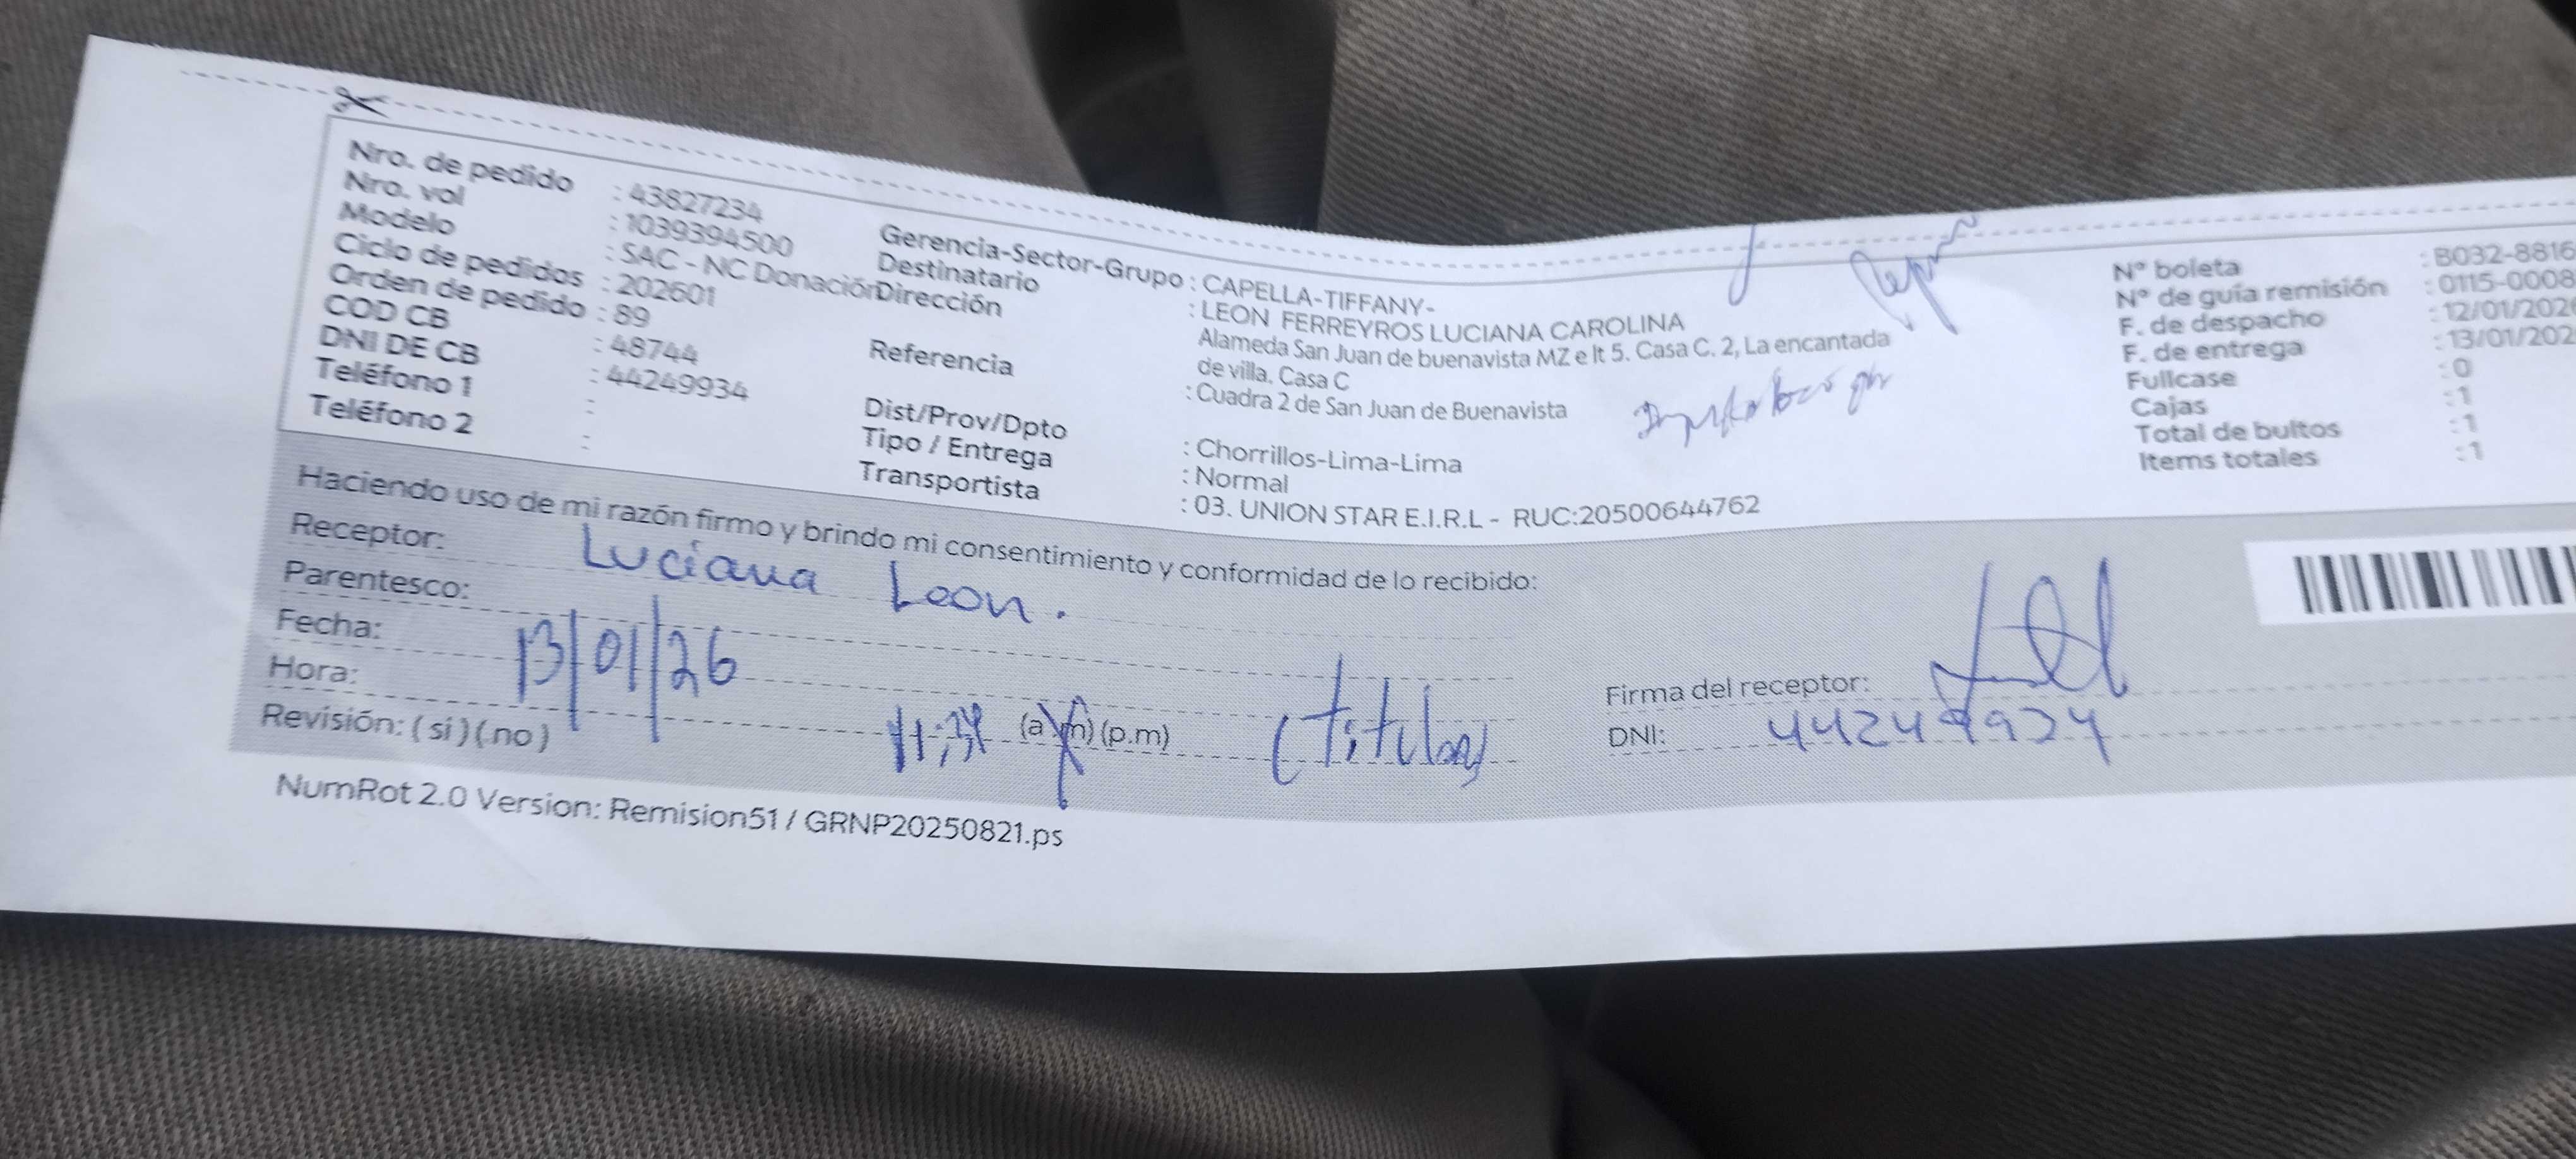 Nro. de pedido : 43827234
Nro. vol : 1039394500
Modelo : SAC - NC Donación
Ciclo de pedidos : 202601
Orden de pedido : 89
COD CB : 48744
DNI DE CB : 44249934
Teléfono 1 :
Teléfono 2 :
Gerencia-Sector-Grupo : CAPELLA-TIFFANY-
Destinatario : LEON FERREYROS LUCIANA CAROLINA
Dirección Alameda San Juan de buenavista MZ e lt 5. Casa C. 2, La encantada
de villa. Casa C
Referencia : Cuadra 2 de San Juan de Buenavista
Dist/Prov/Dpto : Chorrillos-Lima-Lima
Tipo / Entrega : Normal
Transportista : 03. UNION STAR E.I.R.L - RUC:20500644762
N° boleta : B032-8816
N° de guía remisión : 0115-0008
F. de despacho : 12/01/202
F. de entrega : 13/01/202
Fullcase : 0
Cajas : 1
Total de bultos : 1
Items totales : 1
Haciendo uso de mi razón firmo y brindo mi consentimiento y conformidad de lo recibido:
Receptor: Luciana Leon.
Parentesco:
Fecha: 13/01/26
Hora: 11:34 (a.m) (p.m) (titular)
Revisión: ( si ) ( no )
Firma del receptor:
DNI: 44249934
NumRot 2.0 Version: Remision51 / GRNP20250821.ps